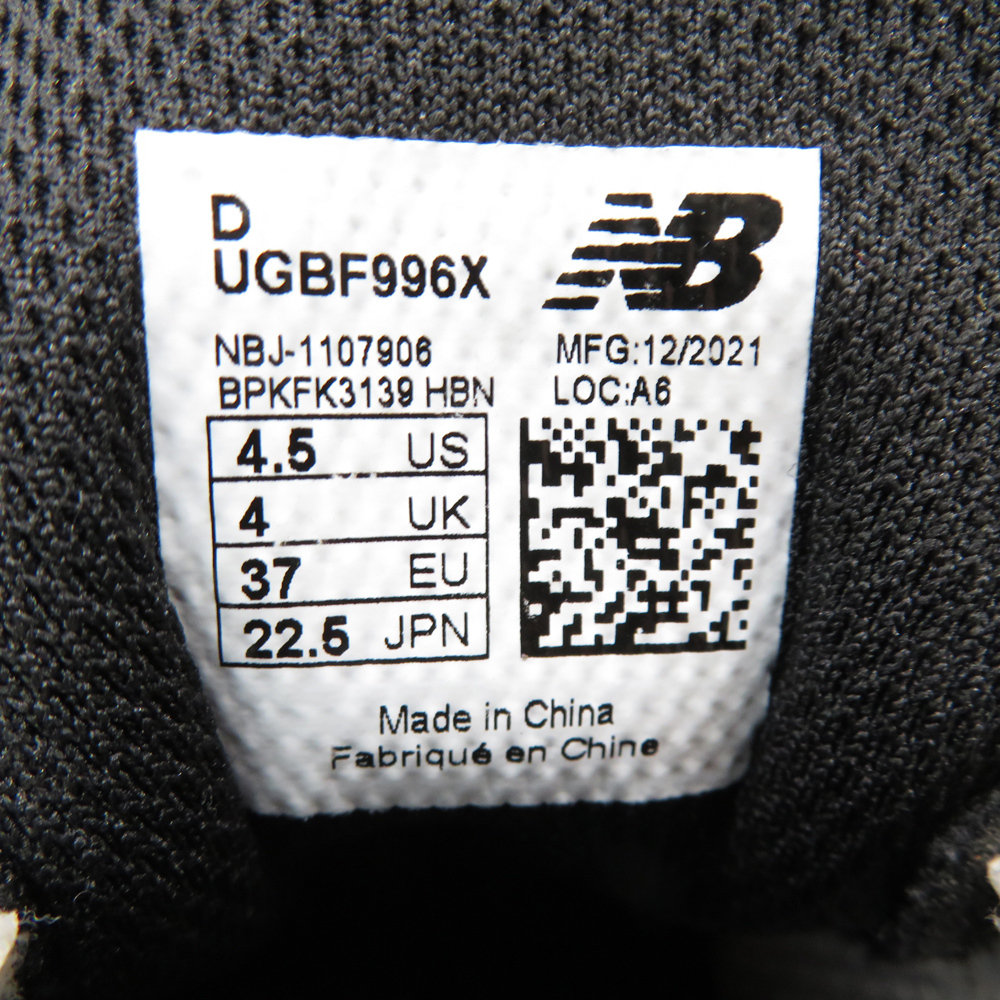 D
UGBF996X
NB
NBJ-1107906
MFG:12/2021
BPKFK3139 HBN
LOC:A6
4.5 US
4 UK
37 EU
22.5 JPN
Made in China
Fabriqué en Chine